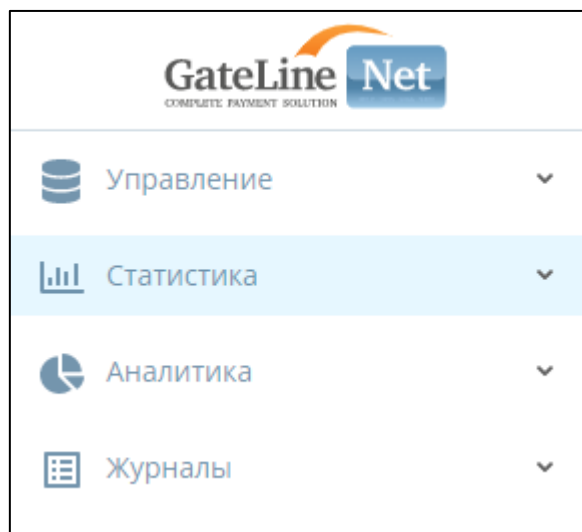 GateLine Net
COMPLETE PAYMENT SOLUTION
Управление
Статистика
Аналитика
Журналы